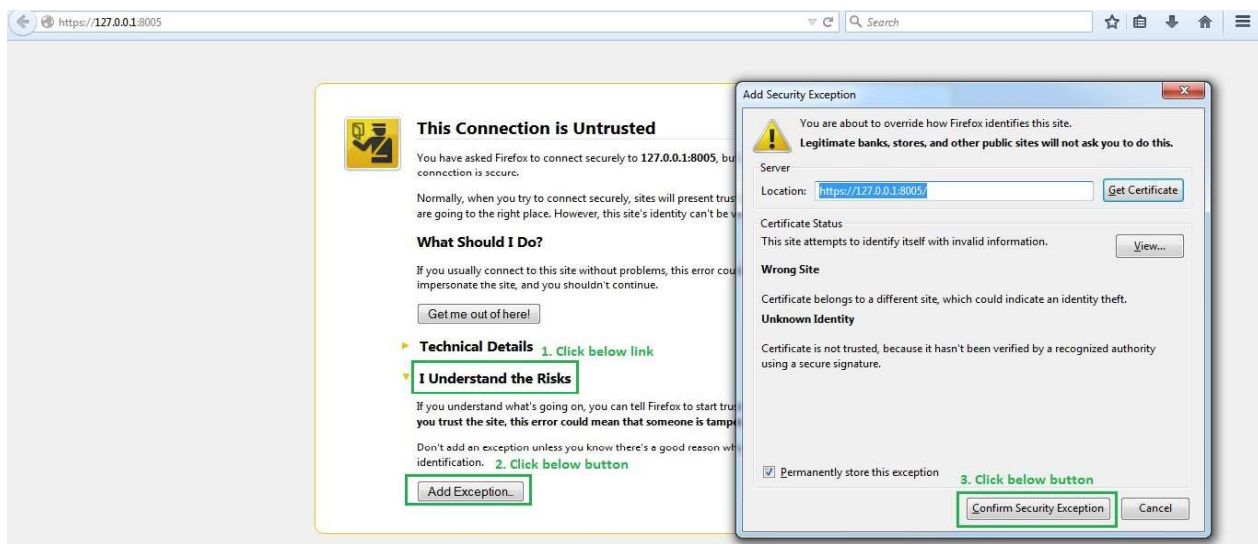 https://127.0.0.1:8005
Search
This Connection is Untrusted
You have asked Firefox to connect securely to 127.0.0.1:8005, bu
connection is secure.
Normally, when you try to connect securely, sites will present trus
are going to the right place. However, this site's identity can't be v
What Should I Do?
If you usually connect to this site without problems, this error cou
impersonate the site, and you shouldn't continue.
Get me out of here!
Technical Details
1. Click below link
I Understand the Risks
If you understand what's going on, you can tell Firefox to start tru
you trust the site, this error could mean that someone is tamp
Don't add an exception unless you know there's a good reason wh
identification.
2. Click below button
Add Exception…
Add Security Exception
You are about to override how Firefox identifies this site.
Legitimate banks, stores, and other public sites will not ask you to do this.
Server
Location:
https://127.0.0.1:8005/
Get Certificate
Certificate Status
This site attempts to identify itself with invalid information.
View...
Wrong Site
Certificate belongs to a different site, which could indicate an identity theft.
Unknown Identity
Certificate is not trusted, because it hasn't been verified by a recognized authority
using a secure signature.
Permanently store this exception
3. Click below button
Confirm Security Exception
Cancel